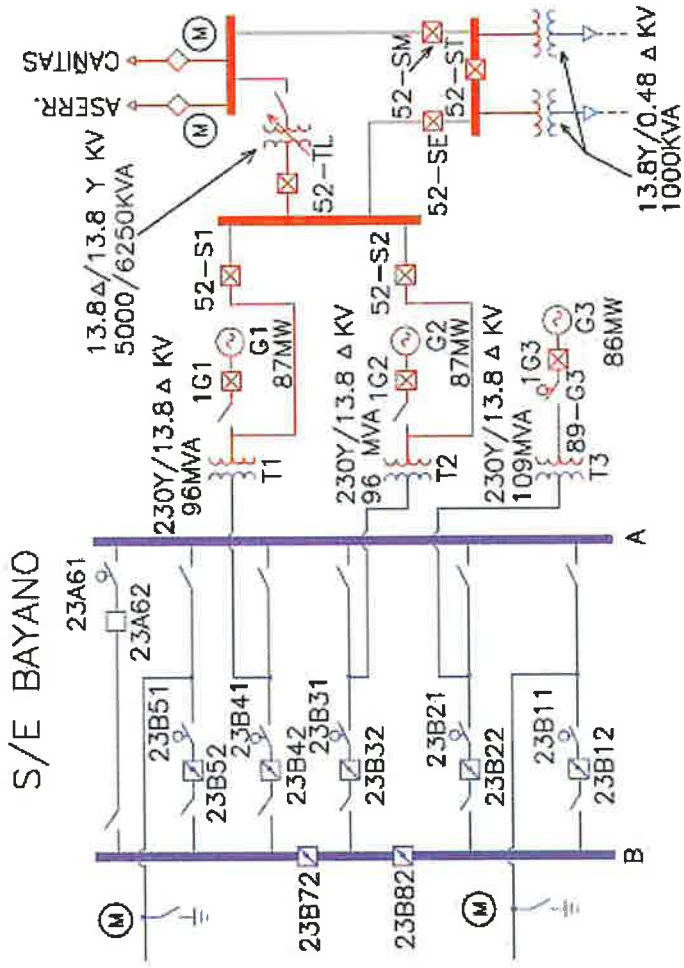 S/E BAYANO
23A61
23A62
23B51
23B52
23B41
23B42
23B31
23B32
23B21
23B22
23B11
23B12
23B72
23B82
M
M
A
B
230Y/13.8 Δ KV
96MVA
T1
1G1
G1
87MW
52-S1
230Y/13.8 Δ KV
96 MVA
T2
1G2
G2
87MW
52-S2
230Y/13.8 Δ KV
109MVA
T3
89-G3
1G3
G3
86MW
13.8Δ/13.8 Y KV
5000/6250KVA
52-TL
ASERR.
CAÑITAS
M
M
52-SM
52-ST
52-SE
13.8Y/0.48 Δ KV
1000KVA